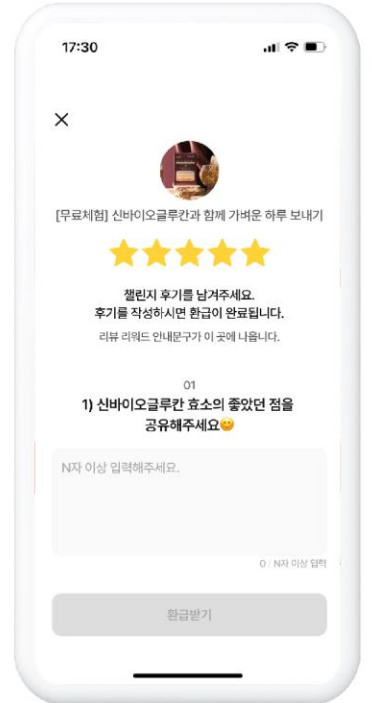 17:30
[무료체험] 신바이오글루칸과 함께 가벼운 하루 보내기
챌린지 후기를 남겨주세요.
후기를 작성하시면 환급이 완료됩니다.
리뷰 리워드 안내문구가 이 곳에 나옵니다.
01
1) 신바이오글루칸 효소의 좋았던 점을
공유해주세요😊
N자 이상 입력해주세요.
0 / N자 이상 입력
환급받기